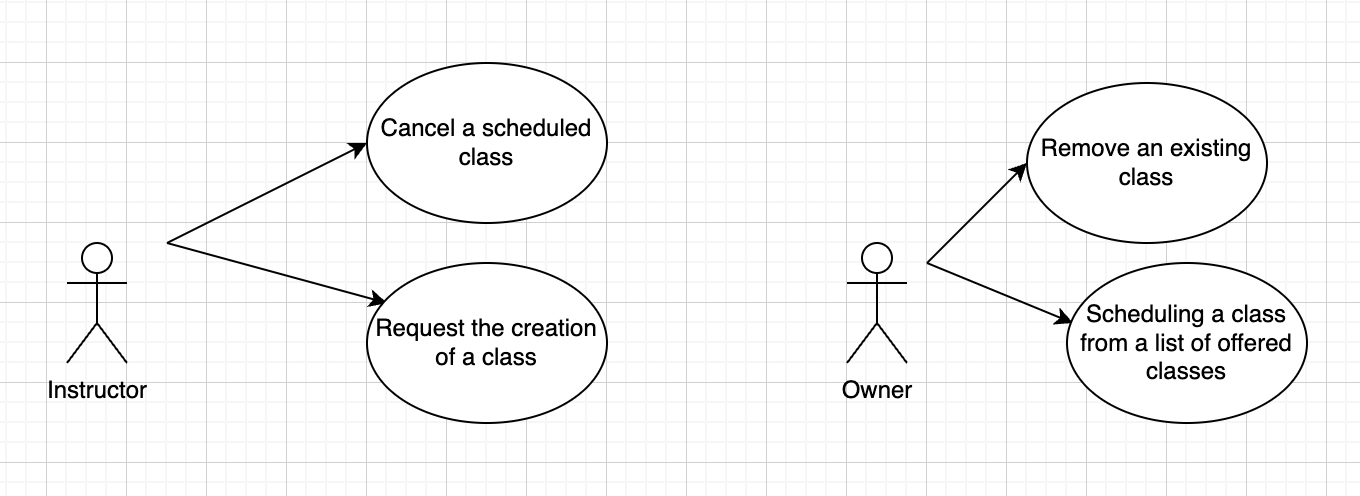 Cancel a scheduled
class
Request the creation
of a class
Instructor
Remove an existing
class
Scheduling a class
from a list of offered
classes
Owner